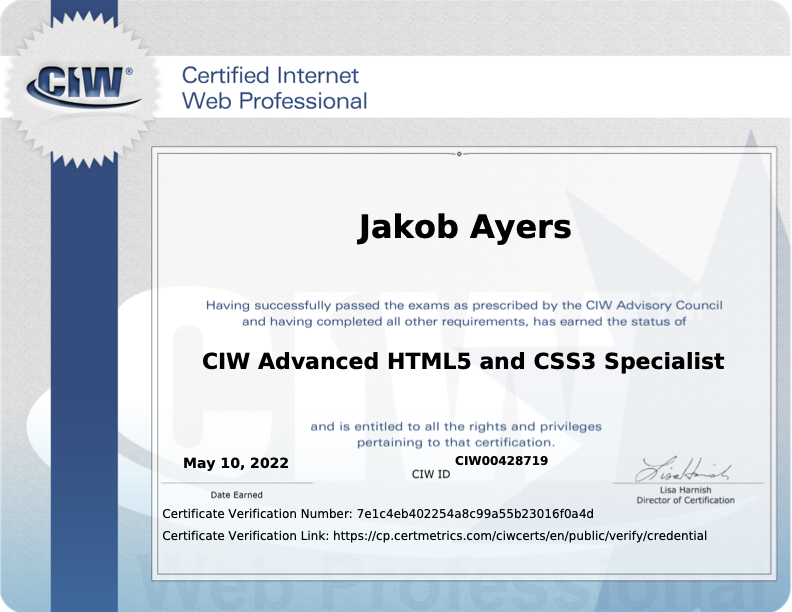 CIW®
Certified Internet
Web Professional
Jakob Ayers
Having successfully passed the exams as prescribed by the CIW Advisory Council
and having completed all other requirements, has earned the status of
CIW Advanced HTML5 and CSS3 Specialist
and is entitled to all the rights and privileges
pertaining to that certification.
May 10, 2022
CIW00428719
CIW ID
Lisa Harnish
Date Earned
Lisa Harnish
Director of Certification
Certificate Verification Number: 7e1c4eb402254a8c99a55b23016f0a4d
Certificate Verification Link: https://cp.certmetrics.com/ciwcerts/en/public/verify/credential
CIW TM
Web Professional